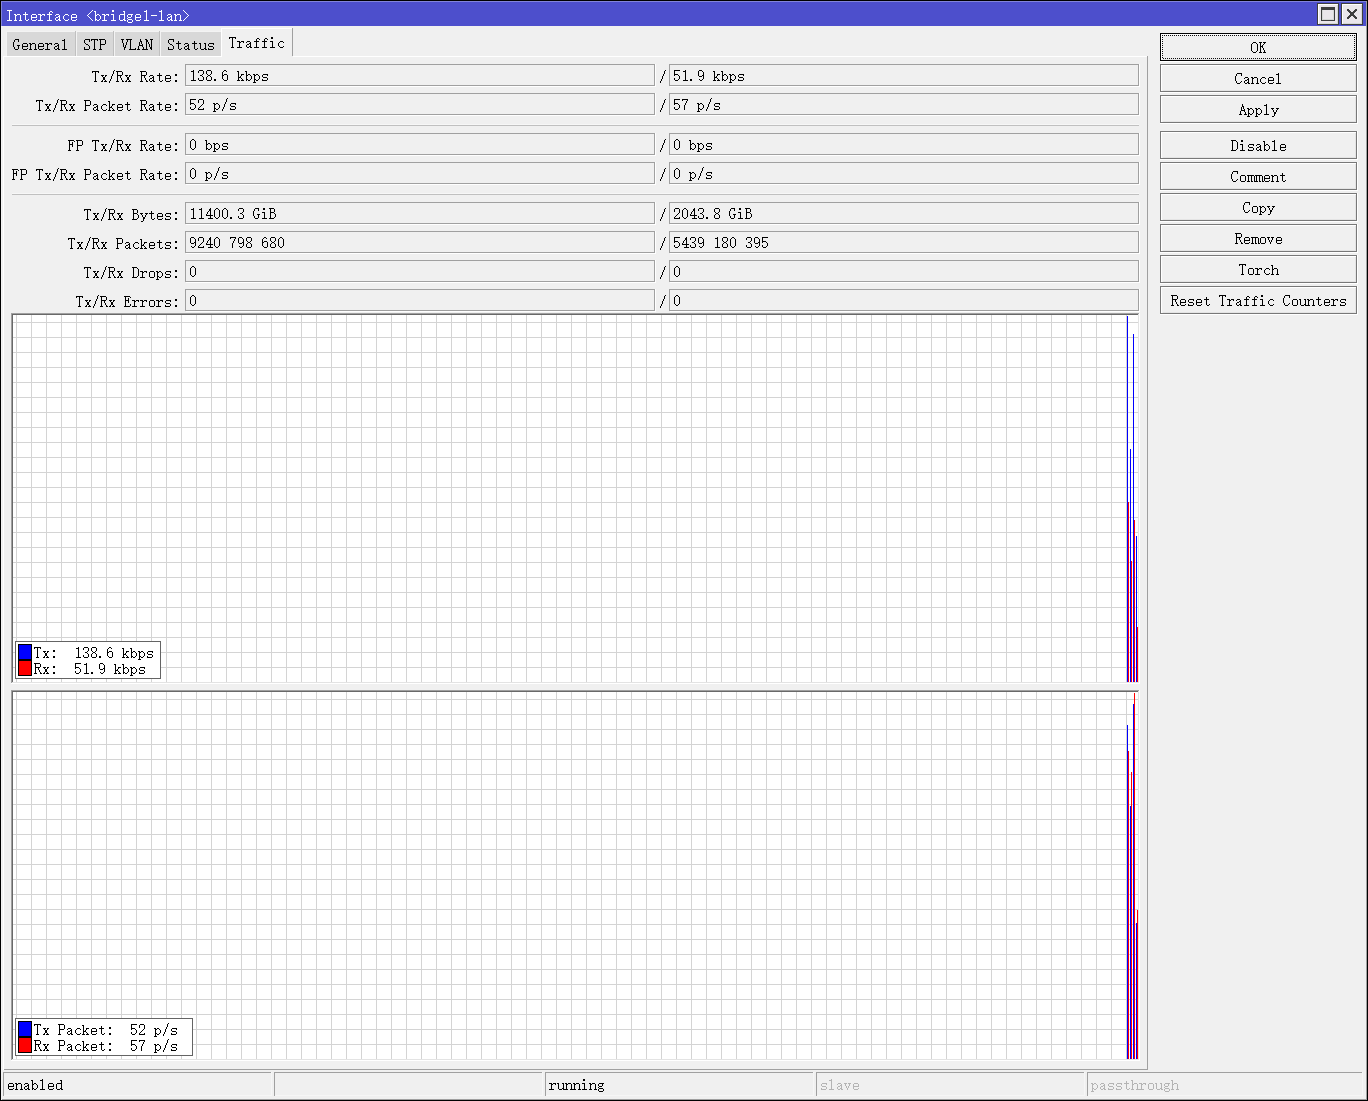 Interface <bridge1-lan>
General STP VLAN Status Traffic
OK
Cancel
Apply
Disable
Comment
Copy
Remove
Torch
Reset Traffic Counters
Tx/Rx Rate: 138.6 kbps / 51.9 kbps
Tx/Rx Packet Rate: 52 p/s / 57 p/s
FP Tx/Rx Rate: 0 bps / 0 bps
FP Tx/Rx Packet Rate: 0 p/s / 0 p/s
Tx/Rx Bytes: 11400.3 GiB / 2043.8 GiB
Tx/Rx Packets: 9240 798 680 / 5439 180 395
Tx/Rx Drops: 0 / 0
Tx/Rx Errors: 0 / 0
Tx: 138.6 kbps
Rx: 51.9 kbps
Tx Packet: 52 p/s
Rx Packet: 57 p/s
enabled running slave passthrough